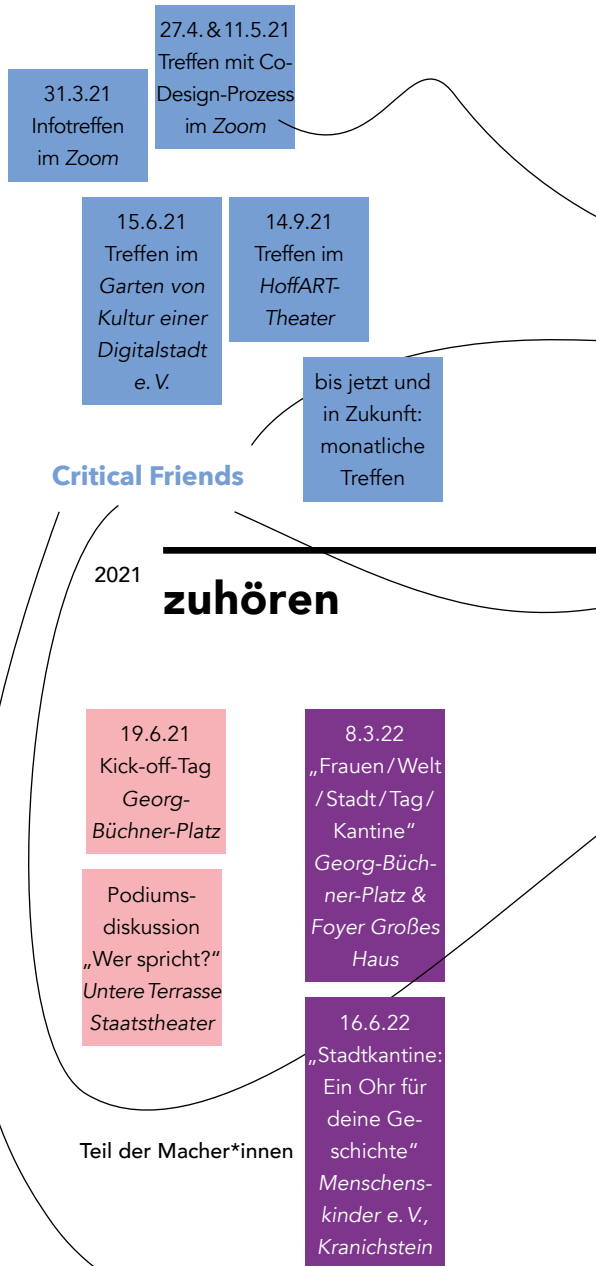 27.4. & 11.5.21
Treffen mit Co-
Design-Prozess
im Zoom
31.3.21
Infotreffen
im Zoom
15.6.21
Treffen im
Garten von
Kultur einer
Digitalstadt
e. V.
14.9.21
Treffen im
HoffART-
Theater
bis jetzt und
in Zukunft:
monatliche
Treffen
Critical Friends
2021
zuhören
19.6.21
Kick-off-Tag
Georg-
Büchner-Platz
Podiums-
diskussion
„Wer spricht?“
Untere Terrasse
Staatstheater
8.3.22
„Frauen / Welt
/ Stadt / Tag /
Kantine“
Georg-Büch-
ner-Platz &
Foyer Großes
Haus
16.6.22
„Stadtkantine:
Ein Ohr für
deine Ge-
schichte“
Menschens-
kinder e. V.,
Kranichstein
Teil der Macher*innen